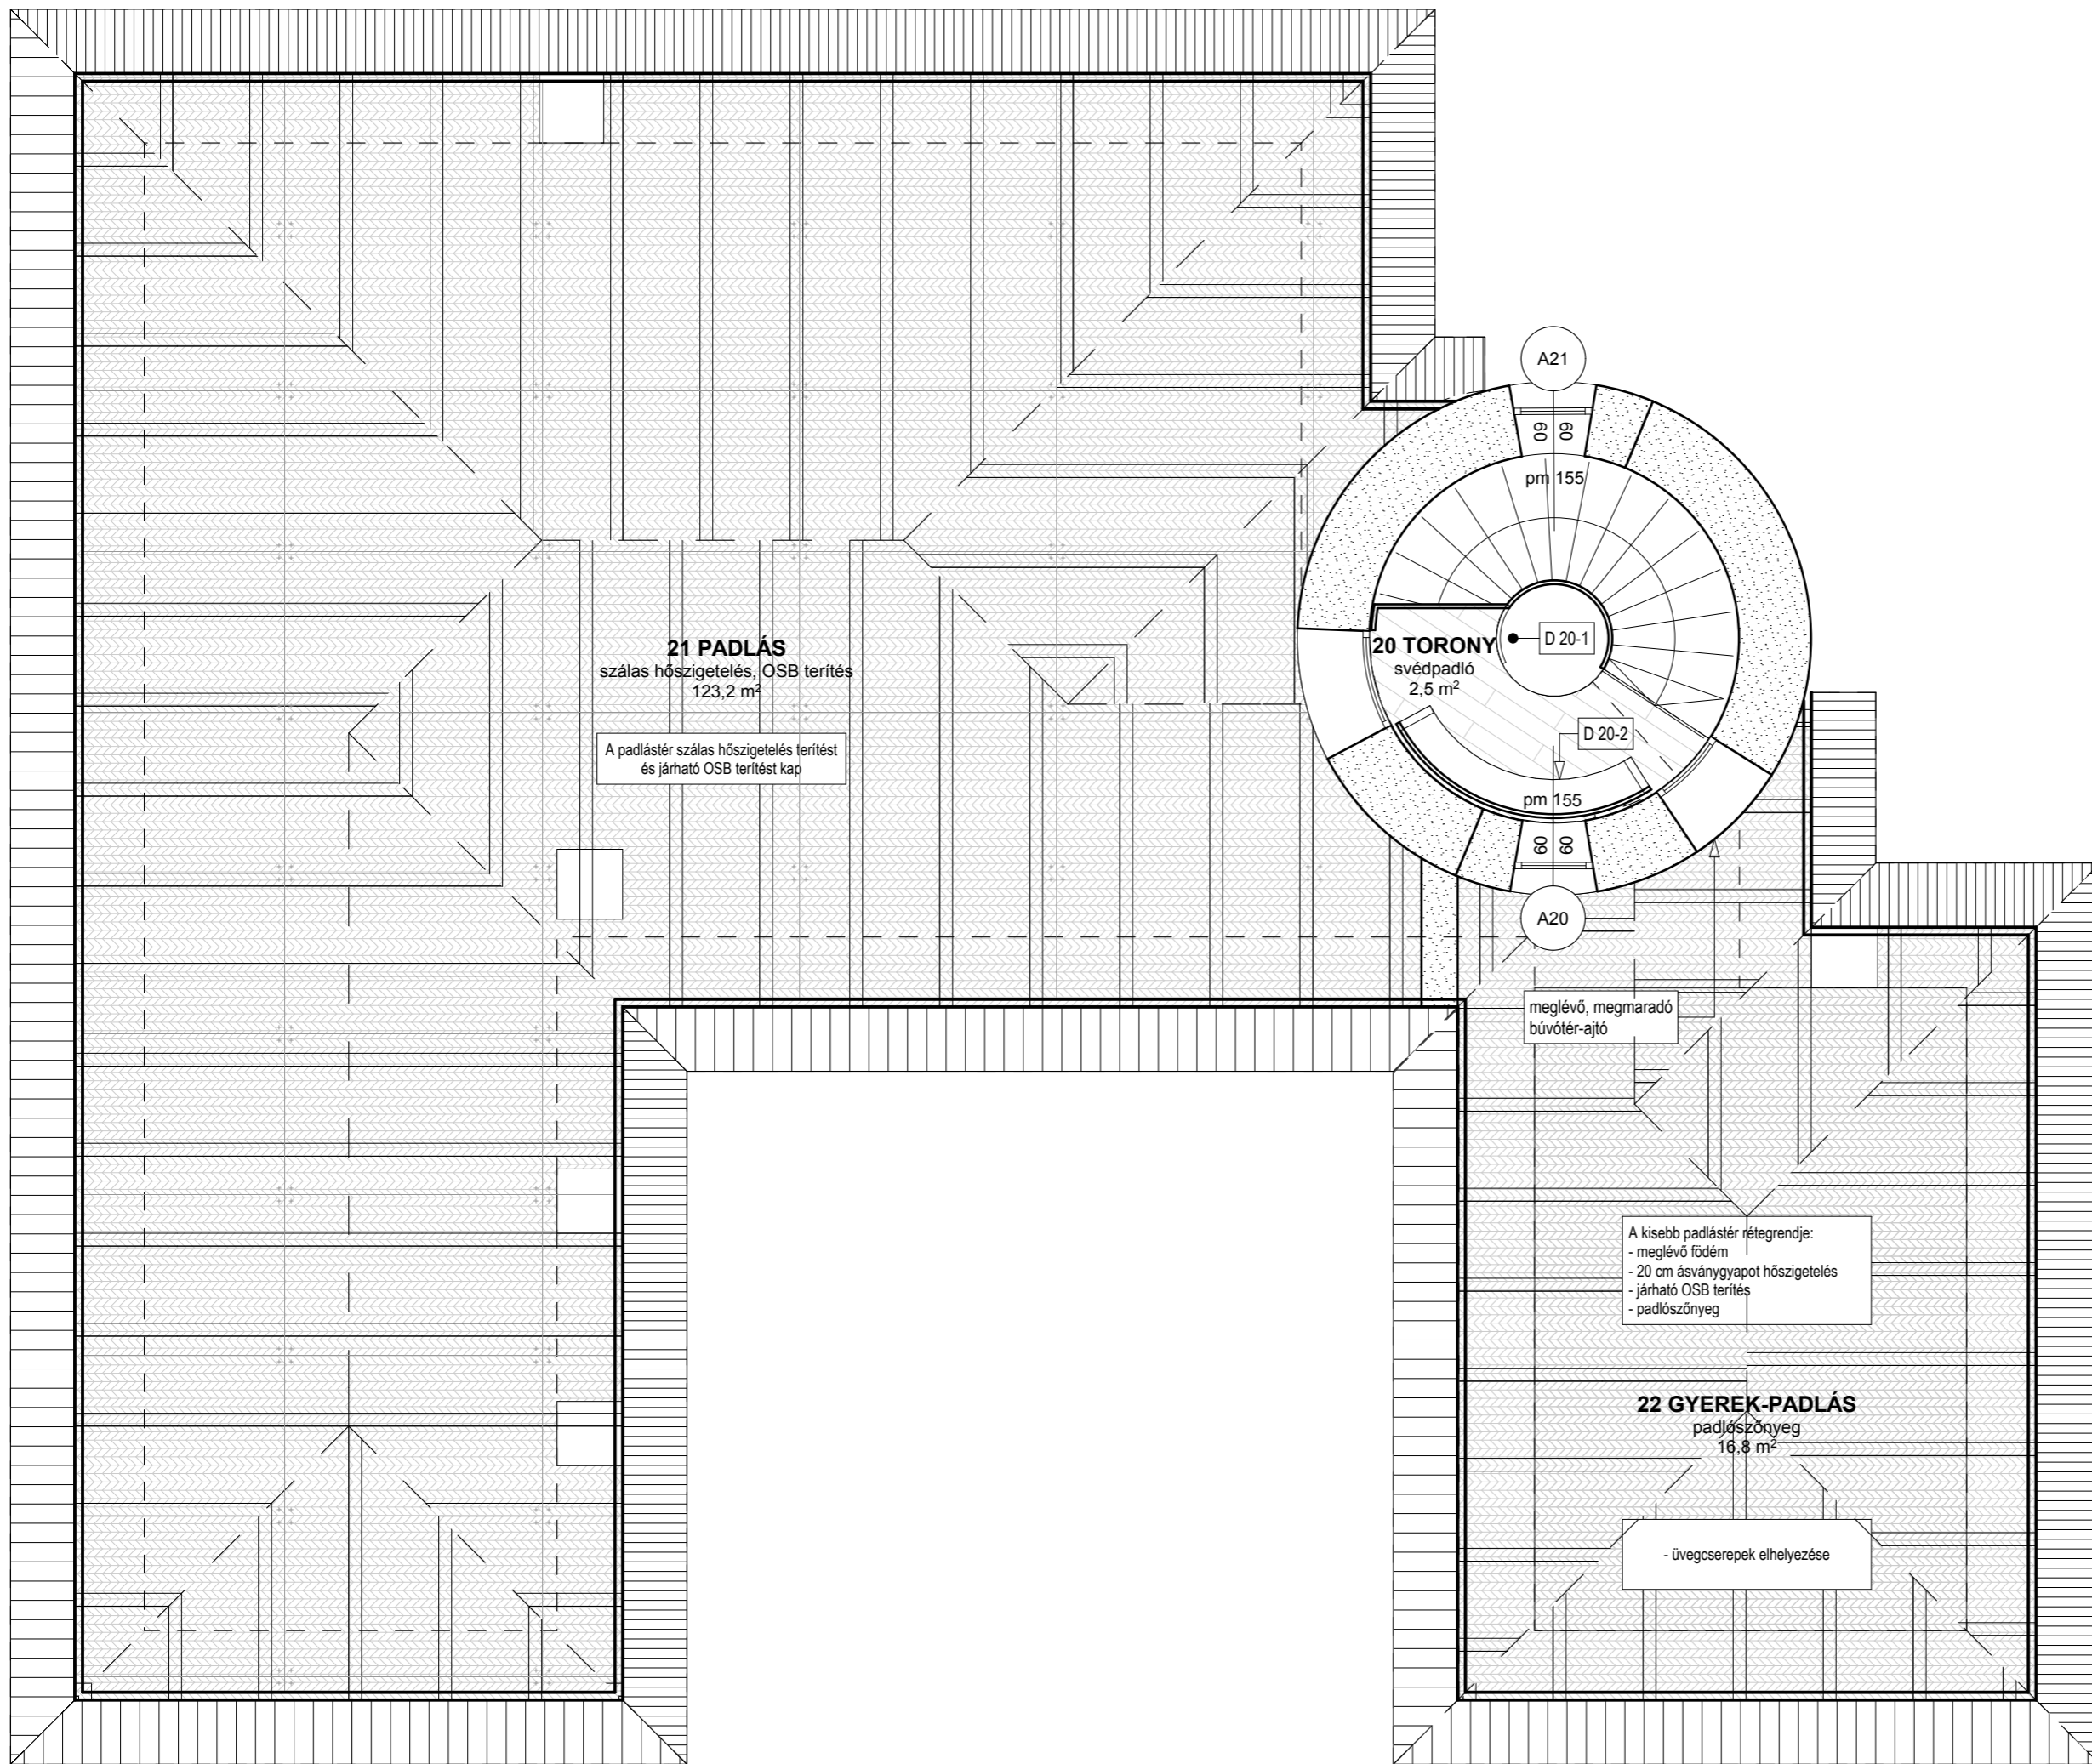 A21
60 60
pm 155
21 PADLÁS
szálas hőszigetelés, OSB terítés
123,2 m²
A padlástér szálas hőszigetelés terítést
és járható OSB terítést kap
20 TORONY
svédpadló
2,5 m²
D 20-1
D 20-2
pm 155
60 60
A20
meglévő, megmaradó
búvótér-ajtó
A kisebb padlástér rétegrendje:
- meglévő födém
- 20 cm ásványgyapot hőszigetelés
- járható OSB terítés
- padlószőnyeg
22 GYEREK-PADLÁS
padlószőnyeg
16,8 m²
- üvegcserepek elhelyezése